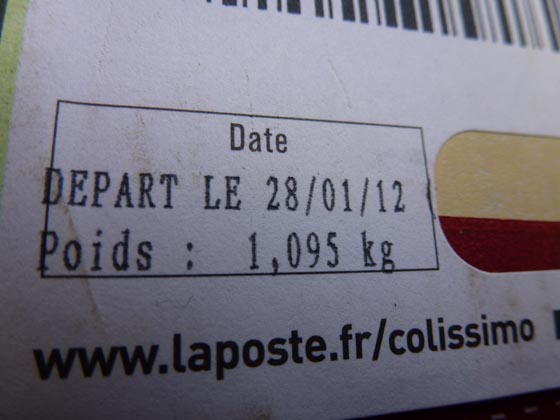 Date
DEPART LE 28/01/12
Poids : 1,095 kg
www.laposte.fr/colissimo